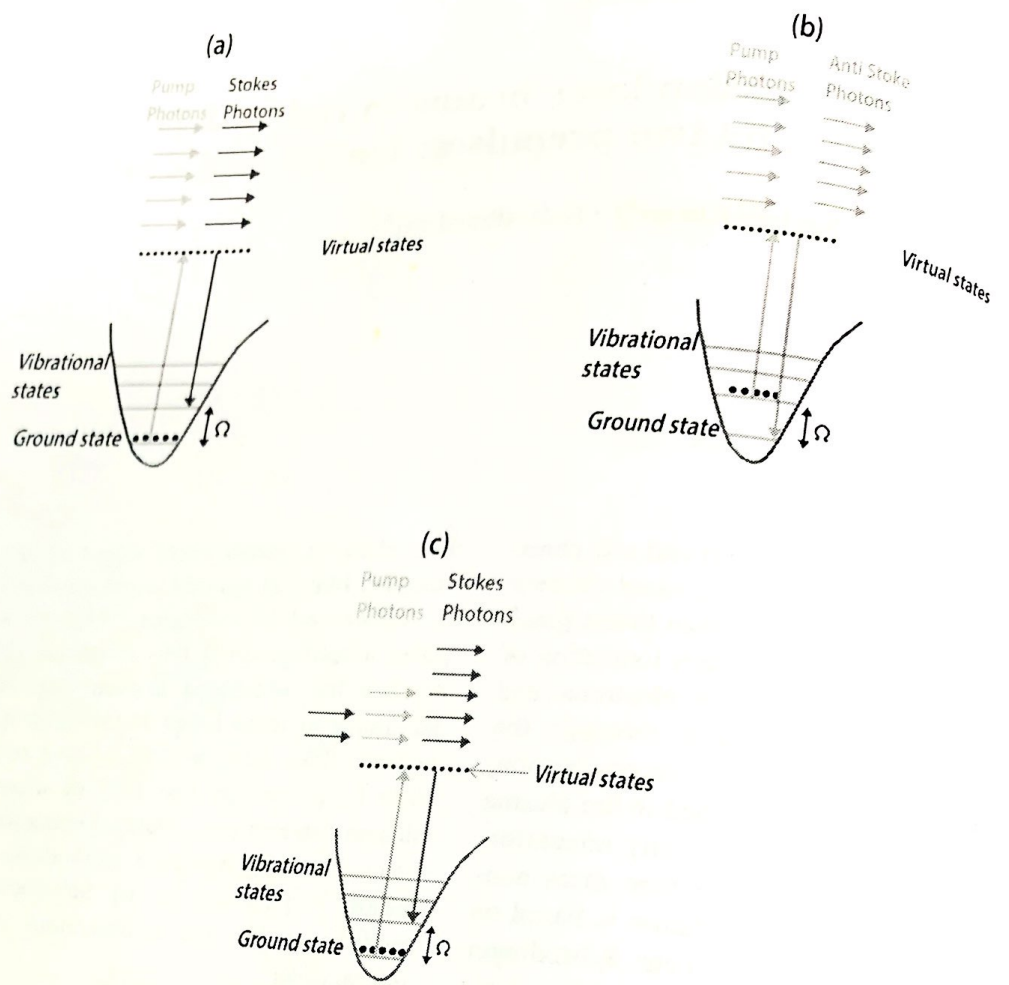 (a)
Pump
Photons
Stokes
Photons
Virtual states
Vibrational
states
Ground state
Ω
(b)
Pump
Photons
Anti Stoke
Photons
Virtual states
Vibrational
states
Ground state
Ω
(c)
Pump
Photons
Stokes
Photons
Virtual states
Vibrational
states
Ground state
Ω